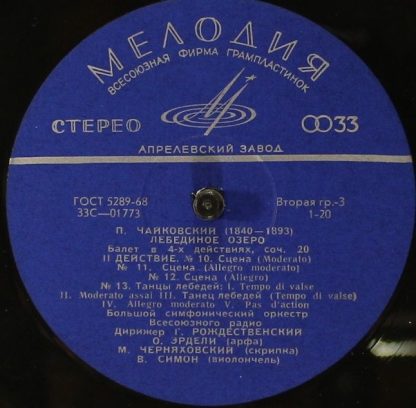 МЕЛОДИЯ
ВСЕСОЮЗНАЯ ФИРМА ГРАМПЛАСТИНОК
СТЕРЕО 33
АПРЕЛЕВСКИЙ ЗАВОД
ГОСТ 5289-68 Вторая гр.-3
33С—01773 1-20
П. ЧАЙКОВСКИЙ (1840—1893)
ЛЕБЕДИНОЕ ОЗЕРО
Балет в 4-х действиях, соч. 20
II ДЕЙСТВИЕ. № 10. Сцена (Moderato)
№ 11. Сцена (Allegro moderato)
№ 12. Сцена (Allegro)
№ 13. Танцы лебедей: I. Tempo di valse
II. Moderato assai III. Танец лебедей (Tempo di valse)
IV. Allegro moderato V. Pas d'action
Большой симфонический оркестр
Всесоюзного радио
Дирижер Г. РОЖДЕСТВЕНСКИЙ
О. ЭРДЕЛИ (арфа)
М. ЧЕРНЯХОВСКИЙ (скрипка)
В. СИМОН (виолончель)